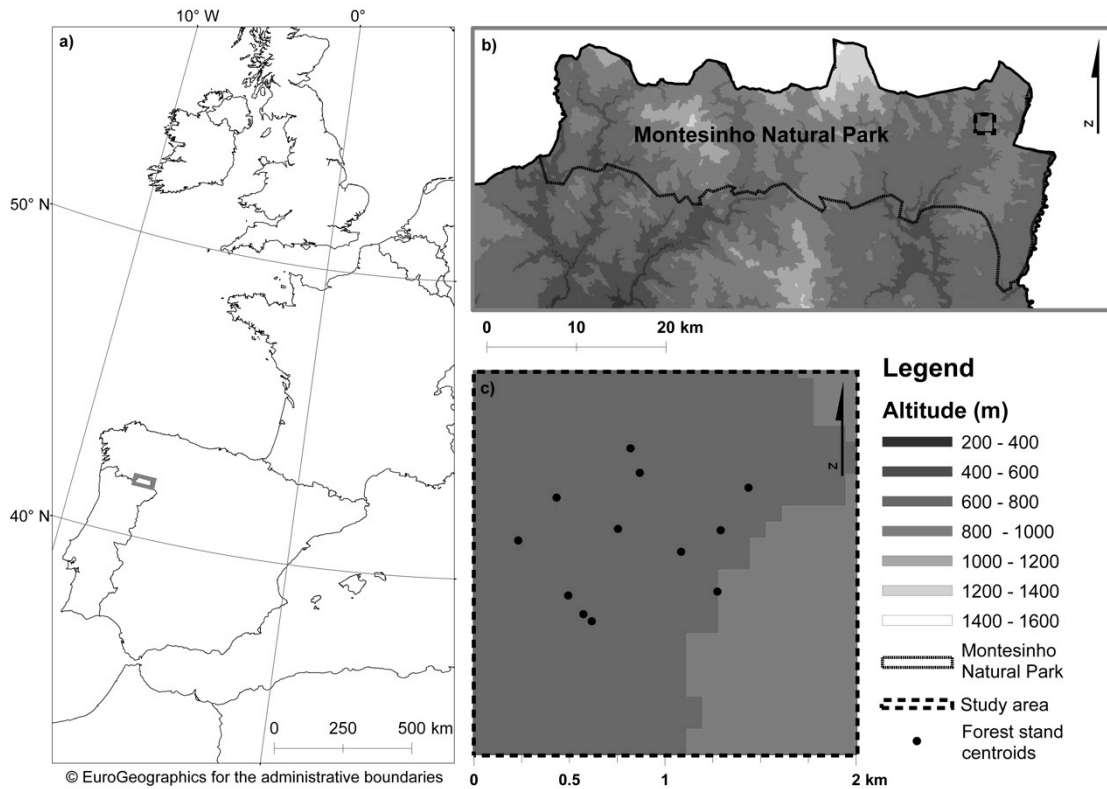 10° W
0°
a)
50° N
40° N
0
250
500 km
© EuroGeographics for the administrative boundaries
b)
Montesinho Natural Park
N
0
10
20 km
c)
N
0
0.5
1
2 km
Legend
Altitude (m)
200 - 400
400 - 600
600 - 800
800 - 1000
1000 - 1200
1200 - 1400
1400 - 1600
Montesinho
Natural Park
Study area
Forest stand
centroids